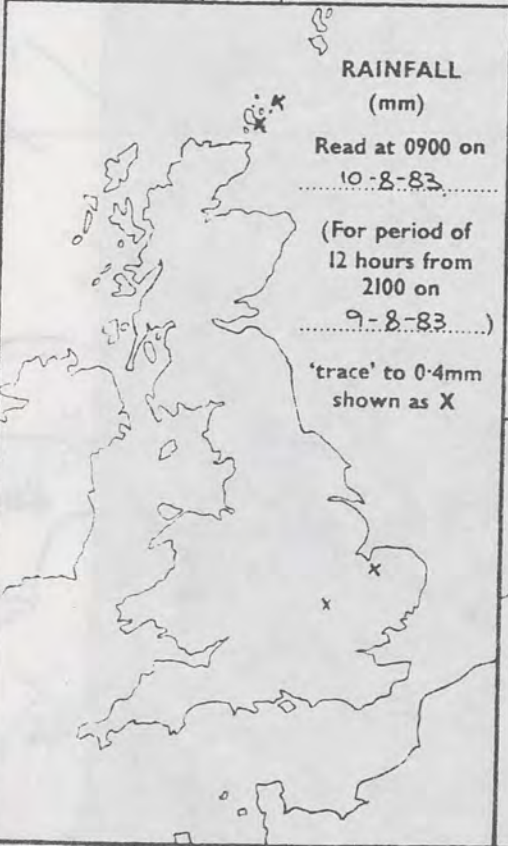 RAINFALL
(mm)
Read at 0900 on
10-8-83
(For period of
12 hours from
2100 on
9-8-83)
'trace' to 0·4mm
shown as X
X
X
X
X